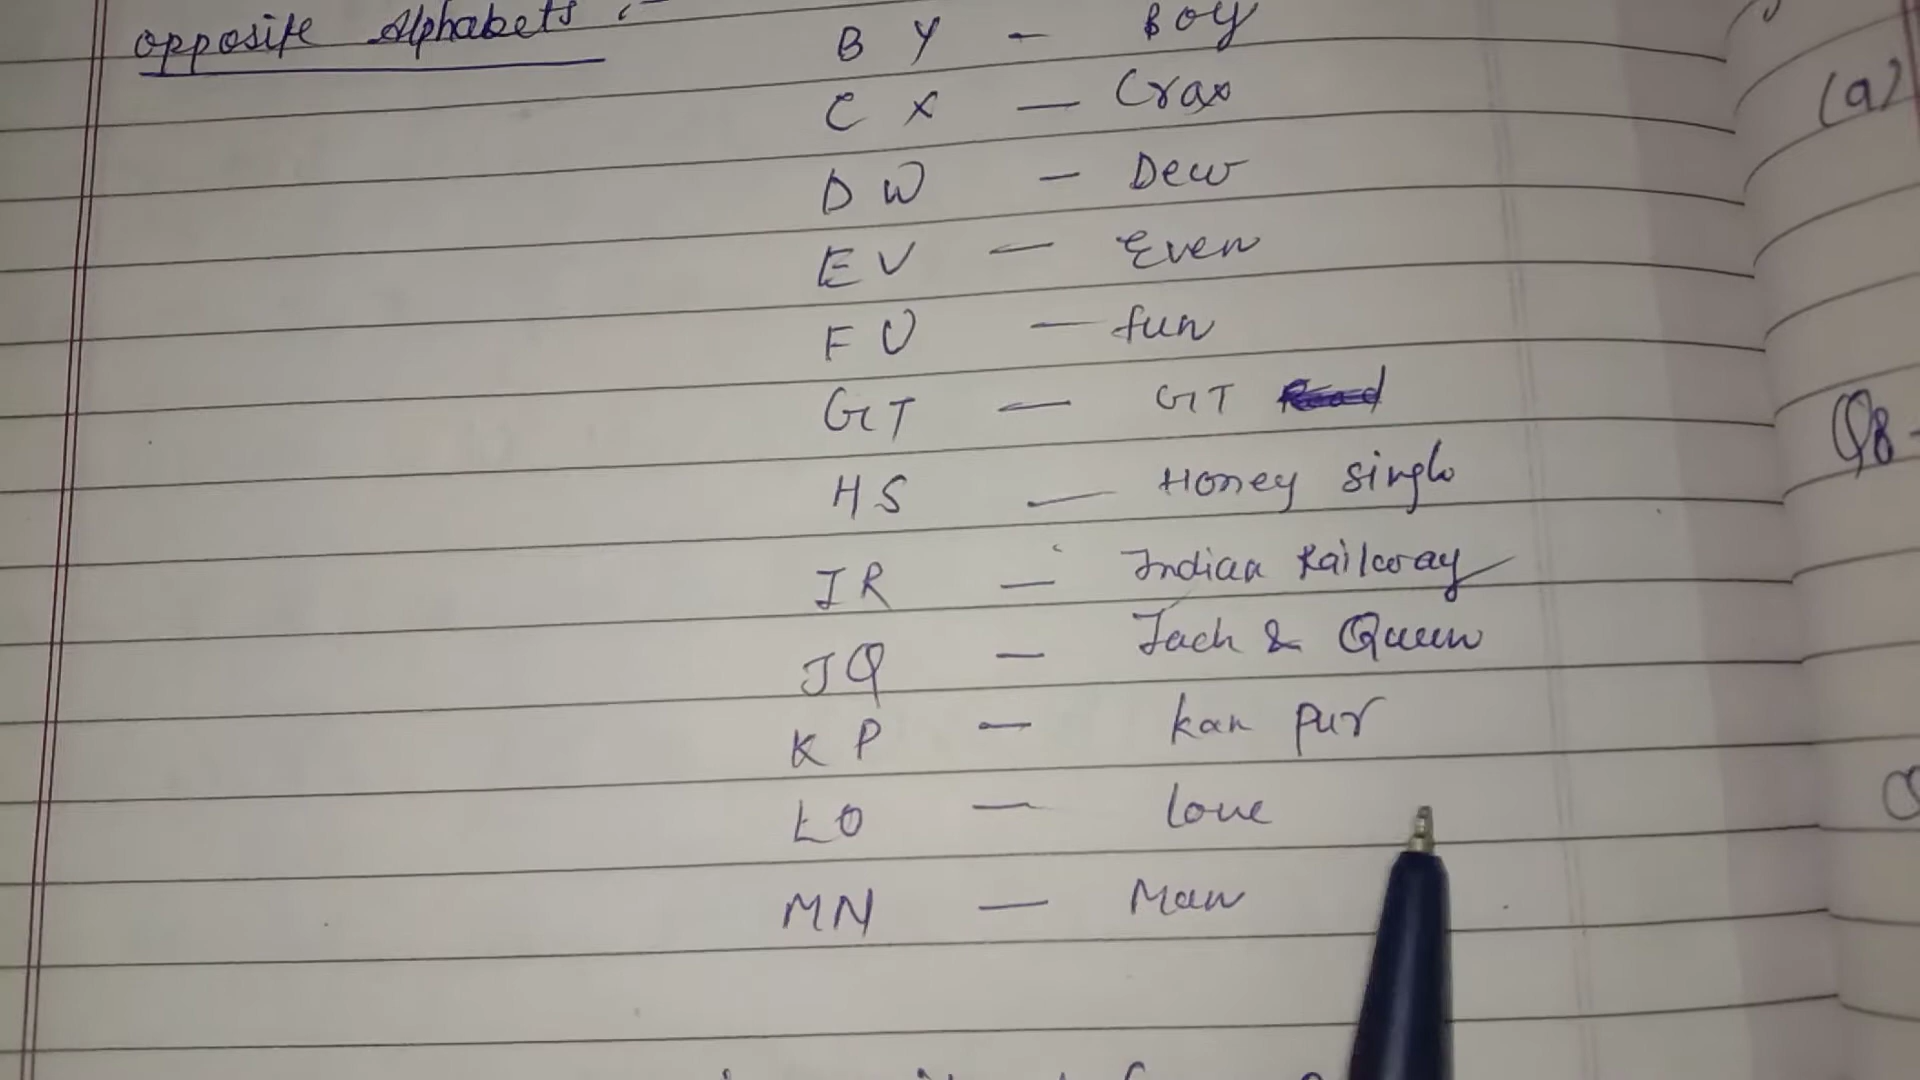 opposite Alphabets :-
B Y - Boy
C X - Crax
D W - Dew
E V - Even
F U - fun
G T - GT
H S - Honey Singh
I R - Indian Railway
J Q - Jack & Queen
K P - kan pur
L O - Love
M N - Man
(a)
Q8-